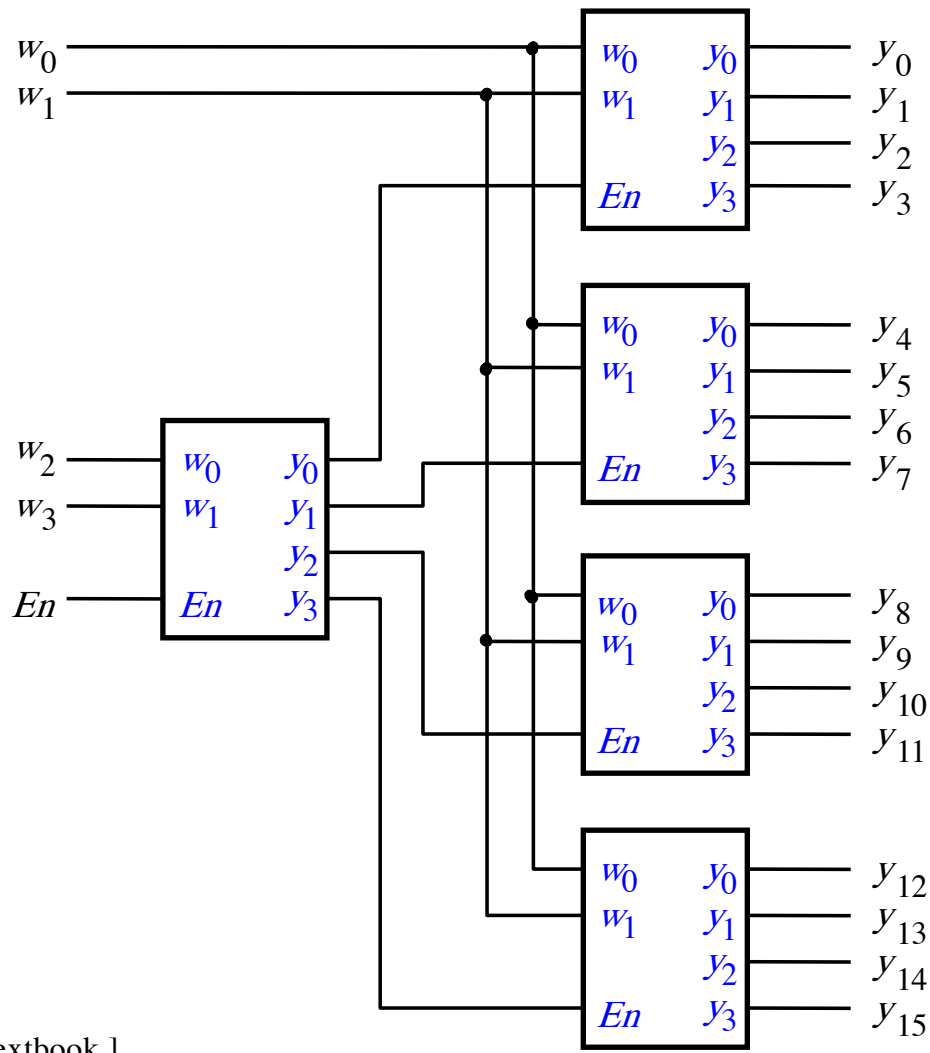 w0 w0 y0 y0
w1 w1 y1 y1
y2 y2
En y3 y3
w0 y0 y4
w1 y1 y5
y2 y6
En y3 y7
w2 w0 y0
w3 w1 y1
y2
En En y3
w0 y0 y8
w1 y1 y9
y2 y10
En y3 y11
w0 y0 y12
w1 y1 y13
y2 y14
En y3 y15